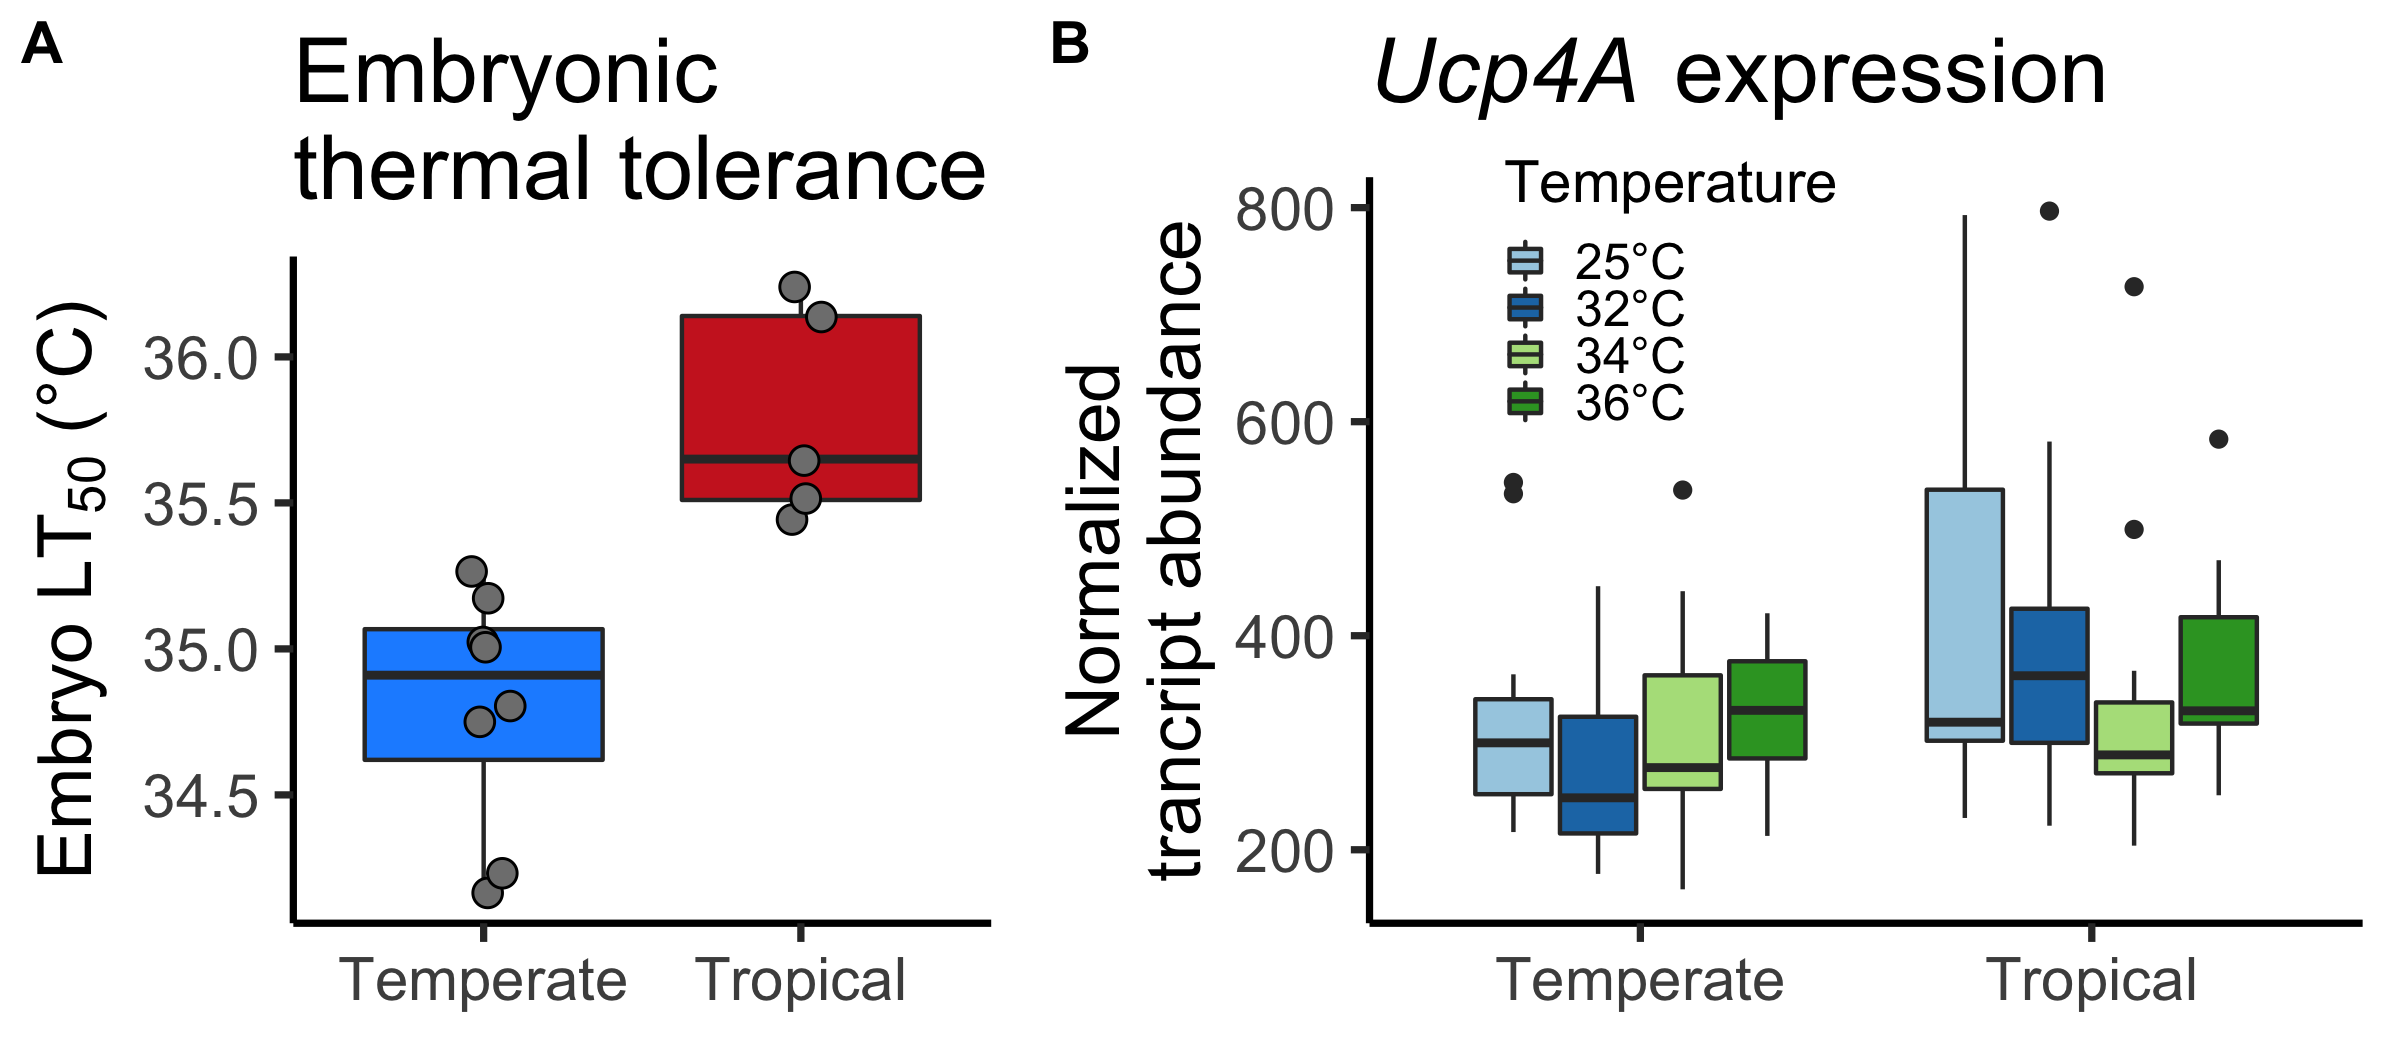 A
Embryonic
thermal tolerance
Embryo LT50 (°C)
36.0
35.5
35.0
34.5
Temperate
Tropical
B
Ucp4A expression
Normalized
trancript abundance
800
600
400
200
Temperature
25°C
32°C
34°C
36°C
Temperate
Tropical